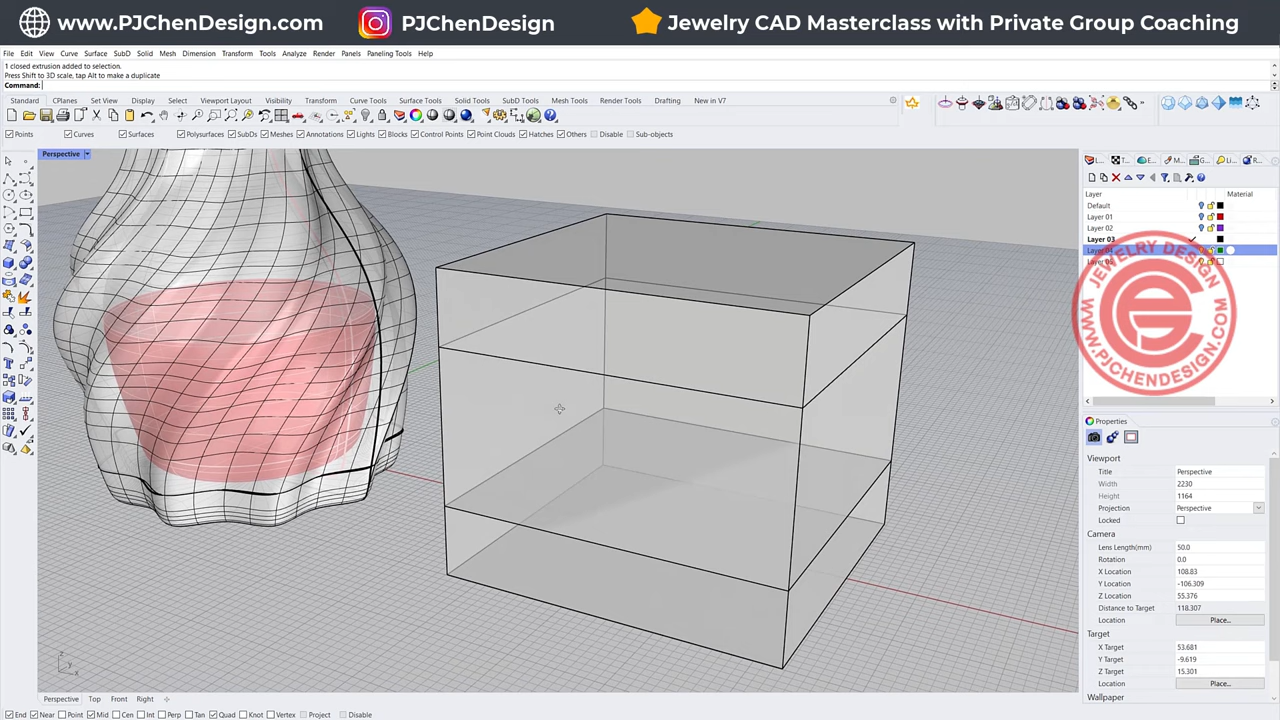 www.PJChenDesign.com PJChenDesign Jewelry CAD Masterclass with Private Group Coaching
File Edit View Curve Surface SubD Solid Mesh Dimension Transform Tools Analyze Render Panels Paneling Tools Help
1 closed extrusion added to selection.
Press Shift to 3D scale, tap Alt to make a duplicate
Command:
Standard CPlanes Set View Display Select Viewport Layout Visibility Transform Curve Tools Surface Tools Solid Tools SubD Tools Mesh Tools Render Tools Drafting New in V7
Points Curves Surfaces Polysurfaces SubDs Meshes Annotations Lights Blocks Control Points Point Clouds Hatches Others Disable Sub-objects
Perspective
L... T... E... M... G... Li... R...
Layer Material
Default
Layer 01
Layer 02
Layer 03
JEWELRY DESIGN
WWW.PJCHENDESIGN.COM
Properties
Viewport
Title Perspective
Width 2230
Height 1164
Projection Perspective
Locked
Camera
Lens Length(mm) 50.0
Rotation 0.0
X Location 108.83
Y Location -106.309
Z Location 55.376
Distance to Target 118.307
Location Place...
Target
X Target 53.681
Y Target -9.619
Z Target 15.301
Location Place...
Wallpaper
z
y
x
Perspective Top Front Right
End Near Point Mid Cen Int Perp Tan Quad Knot Vertex Project Disable